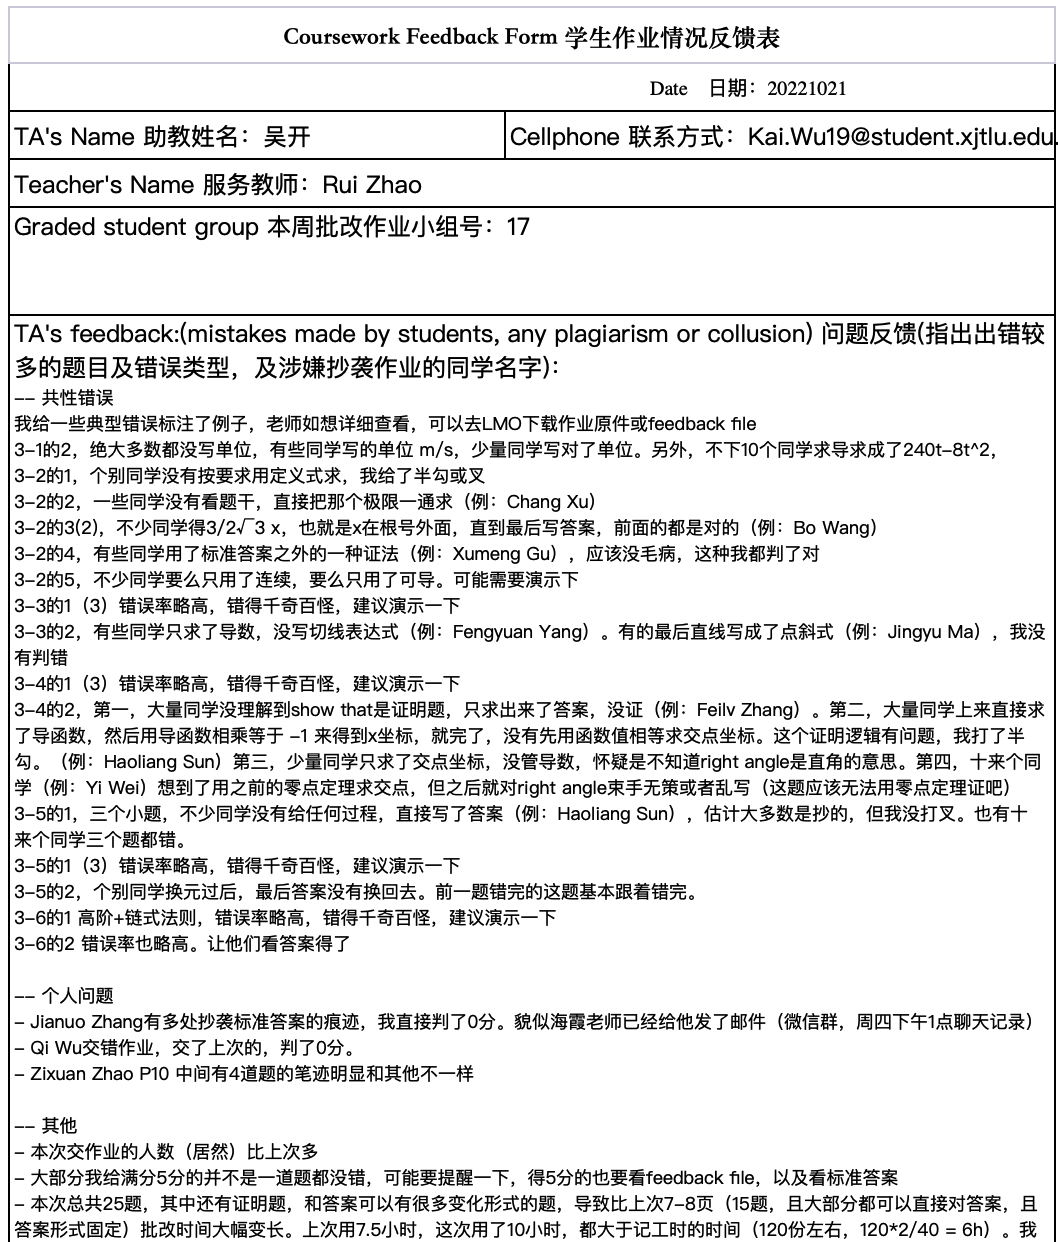 Coursework Feedback Form 学生作业情况反馈表
Date 日期：20221021
TA's Name 助教姓名：吴开
Cellphone 联系方式：Kai.Wu19@student.xjtlu.edu.
Teacher's Name 服务教师：Rui Zhao
Graded student group 本周批改作业小组号：17
TA's feedback:(mistakes made by students, any plagiarism or collusion) 问题反馈(指出出错较
多的题目及错误类型，及涉嫌抄袭作业的同学名字)：
-- 共性错误
我给一些典型错误标注了例子，老师如想详细查看，可以去LMO下载作业原件或feedback file
3-1的2，绝大多数都没写单位，有些同学写的单位 m/s，少量同学写对了单位。另外，不下10个同学求导求成了240t-8t^2，
3-2的1，个别同学没有按要求用定义式求，我给了半勾或叉
3-2的2，一些同学没有看题干，直接把那个极限一通求（例：Chang Xu）
3-2的3(2)，不少同学得3/2√3 x，也就是x在根号外面，直到最后写答案，前面的都是对的（例：Bo Wang）
3-2的4，有些同学用了标准答案之外的一种证法（例：Xumeng Gu），应该没毛病，这种我都判了对
3-2的5，不少同学要么只用了连续，要么只用了可导。可能需要演示下
3-3的1（3）错误率略高，错得千奇百怪，建议演示一下
3-3的2，有些同学只求了导数，没写切线表达式（例：Fengyuan Yang）。有的最后直线写成了点斜式（例：Jingyu Ma），我没
有判错
3-4的1（3）错误率略高，错得千奇百怪，建议演示一下
3-4的2，第一，大量同学没理解到show that是证明题，只求出来了答案，没证（例：Feilv Zhang）。第二，大量同学上来直接求
了导函数，然后用导函数相乘等于 -1 来得到x坐标，就完了，没有先用函数值相等求交点坐标。这个证明逻辑有问题，我打了半
勾。（例：Haoliang Sun）第三，少量同学只求了交点坐标，没管导数，怀疑是不知道right angle是直角的意思。第四，十来个同
学（例：Yi Wei）想到了用之前的零点定理求交点，但之后就对right angle束手无策或者乱写（这题应该无法用零点定理证吧）
3-5的1，三个小题，不少同学没有给任何过程，直接写了答案（例：Haoliang Sun），估计大多数是抄的，但我没打叉。也有十
来个同学三个题都错。
3-5的1（3）错误率略高，错得千奇百怪，建议演示一下
3-5的2，个别同学换元过后，最后答案没有换回去。前一题错完的这题基本跟着错完。
3-6的1 高阶+链式法则，错误率略高，错得千奇百怪，建议演示一下
3-6的2 错误率也略高。让他们看答案得了
-- 个人问题
- Jianuo Zhang有多处抄袭标准答案的痕迹，我直接判了0分。貌似海霞老师已经给他发了邮件（微信群，周四下午1点聊天记录）
- Qi Wu交错作业，交了上次的，判了0分。
- Zixuan Zhao P10 中间有4道题的笔迹明显和其他不一样
-- 其他
- 本次交作业的人数（居然）比上次多
- 大部分我给满分5分的并不是一道题都没错，可能要提醒一下，得5分的也要看feedback file，以及看标准答案
- 本次总共25题，其中还有证明题，和答案可以有很多变化形式的题，导致比上次7-8页（15题，且大部分都可以直接对答案，且
答案形式固定）批改时间大幅变长。上次用7.5小时，这次用了10小时，都大于记工时的时间（120份左右，120*2/40 = 6h）。我